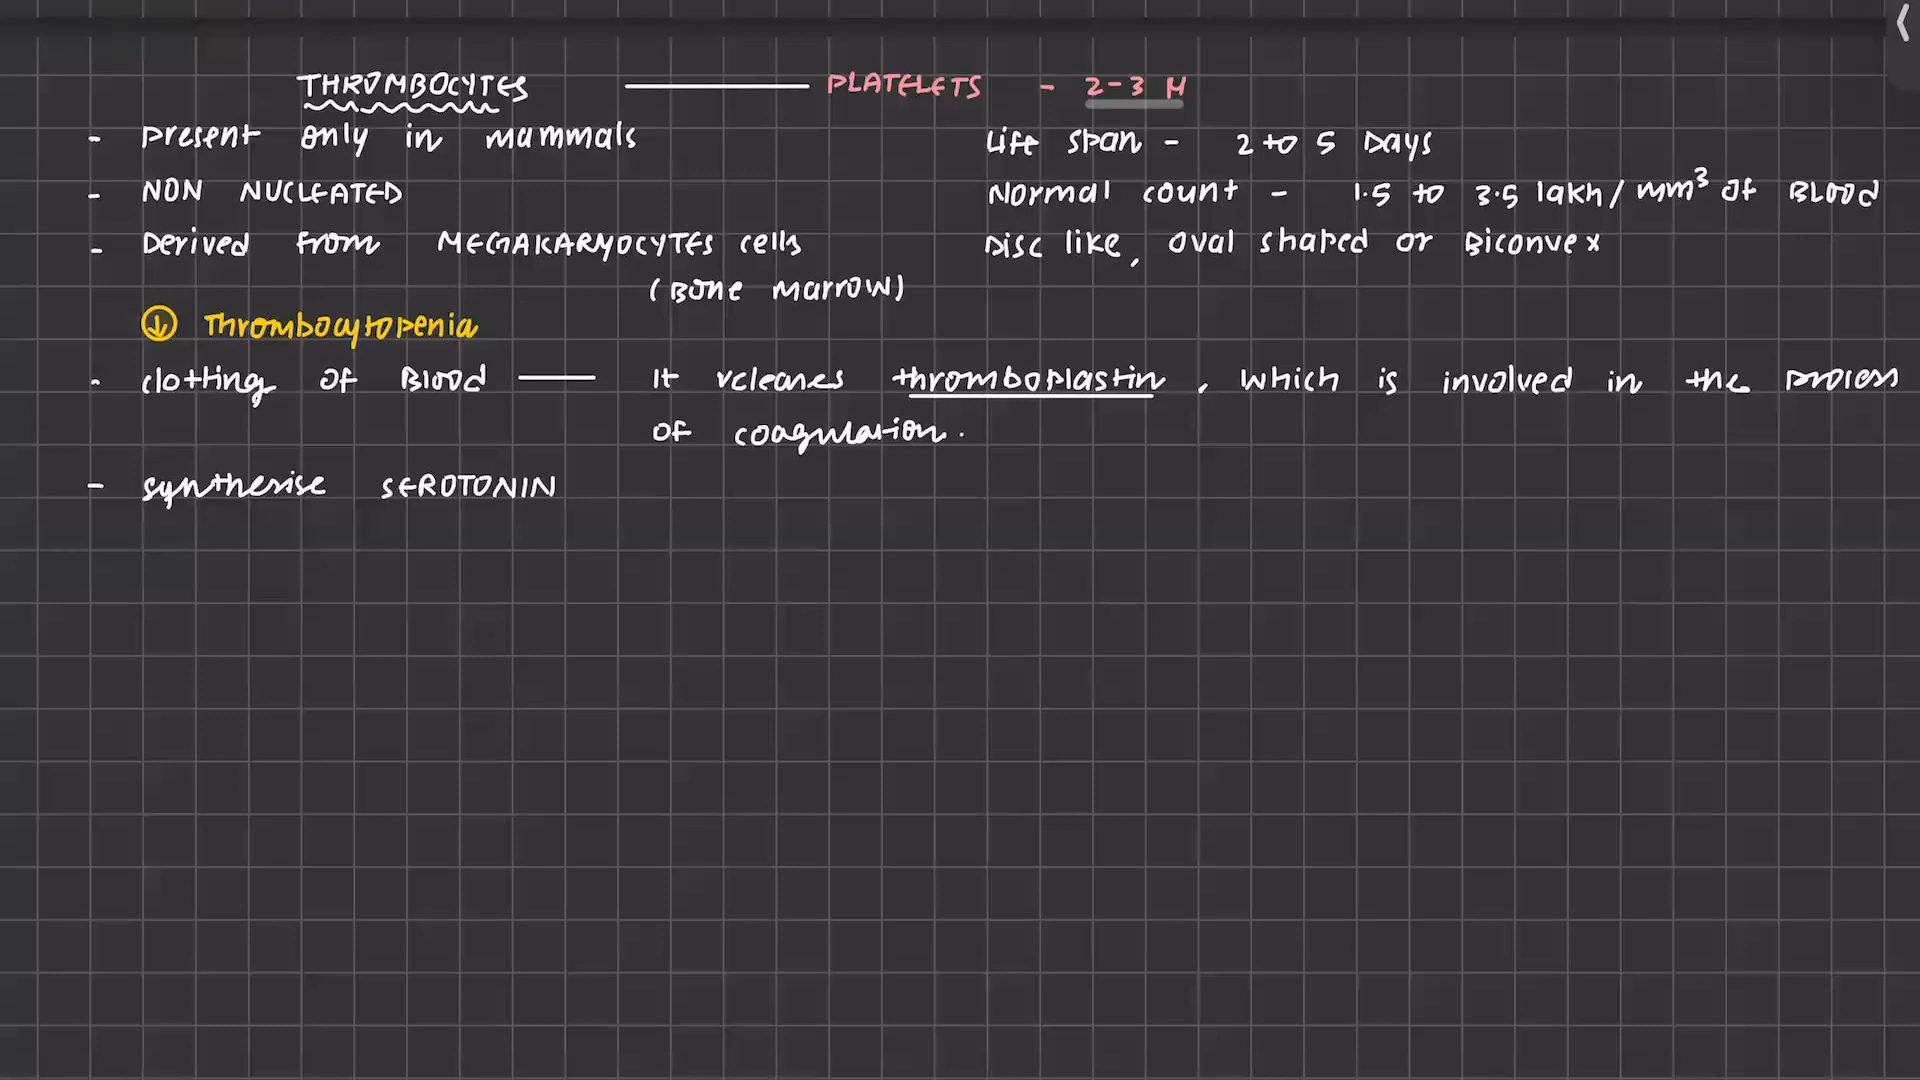 THROMBOCYTES —— PLATELETS - 2-3 M
- Present only in mammals
Life span - 2 to 5 Days
- NON NUCLEATED
Normal count - 1.5 to 3.5 lakh/mm³ of Blood
- Derived from MEGAKARYOCYTES cells
Disc like, oval shaped or Biconvex
(Bone marrow)
↓ Thrombocytopenia
- clotting of Blood —— It releases thromboplastin, which is involved in the process
of coagulation.
- synthesise SEROTONIN